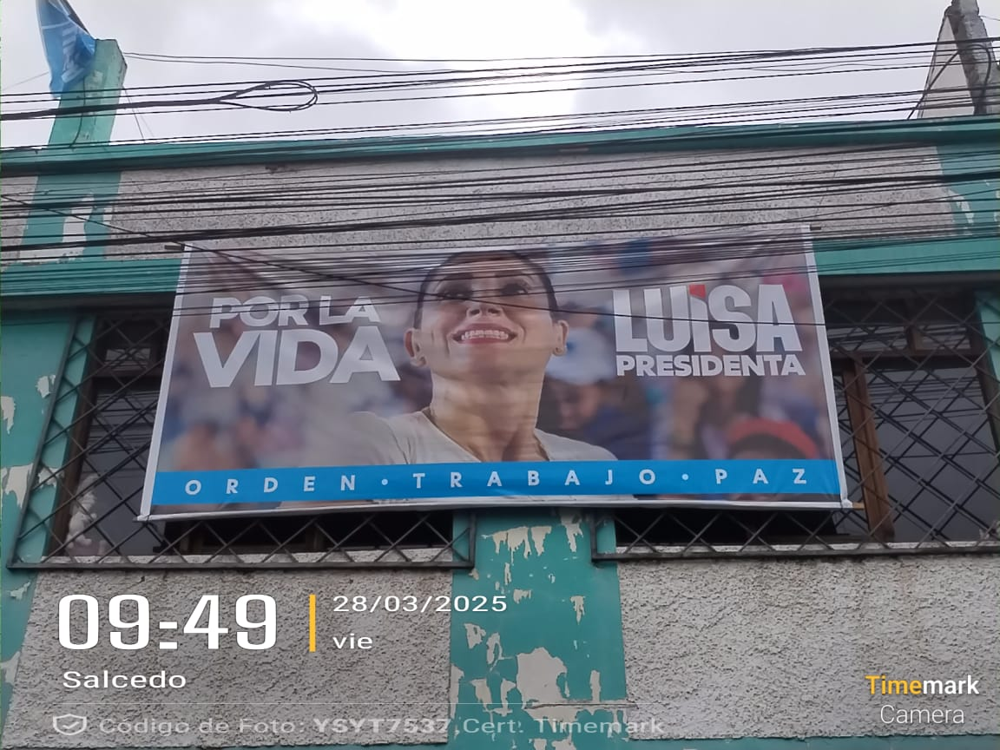 POR LA
VIDA
LUISA
PRESIDENTA
ORDEN • TRABAJO • PAZ
09:49
28/03/2025
vie
Salcedo
Código de Foto: YSYT7537, Cert. Timemark
Timemark
Camera